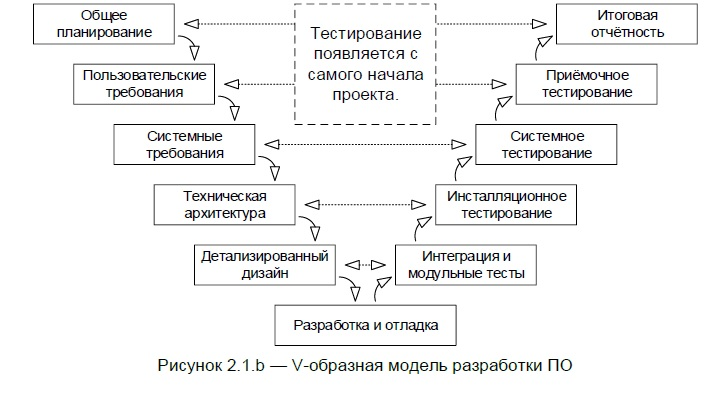 Общее
планирование
Тестирование
появляется с
самого начала
проекта.
Итоговая
отчётность
Пользовательские
требования
Приёмочное
тестирование
Системные
требования
Системное
тестирование
Техническая
архитектура
Инсталляционное
тестирование
Детализированный
дизайн
Интеграция и
модульные тесты
Разработка и отладка
Рисунок 2.1.b — V-образная модель разработки ПО